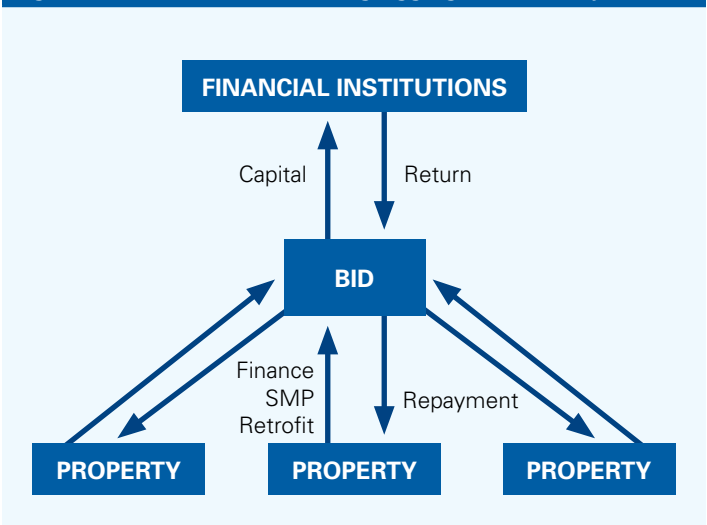 FINANCIAL INSTITUTIONS
Capital
Return
BID
Finance
SMP
Retrofit
Repayment
PROPERTY
PROPERTY
PROPERTY